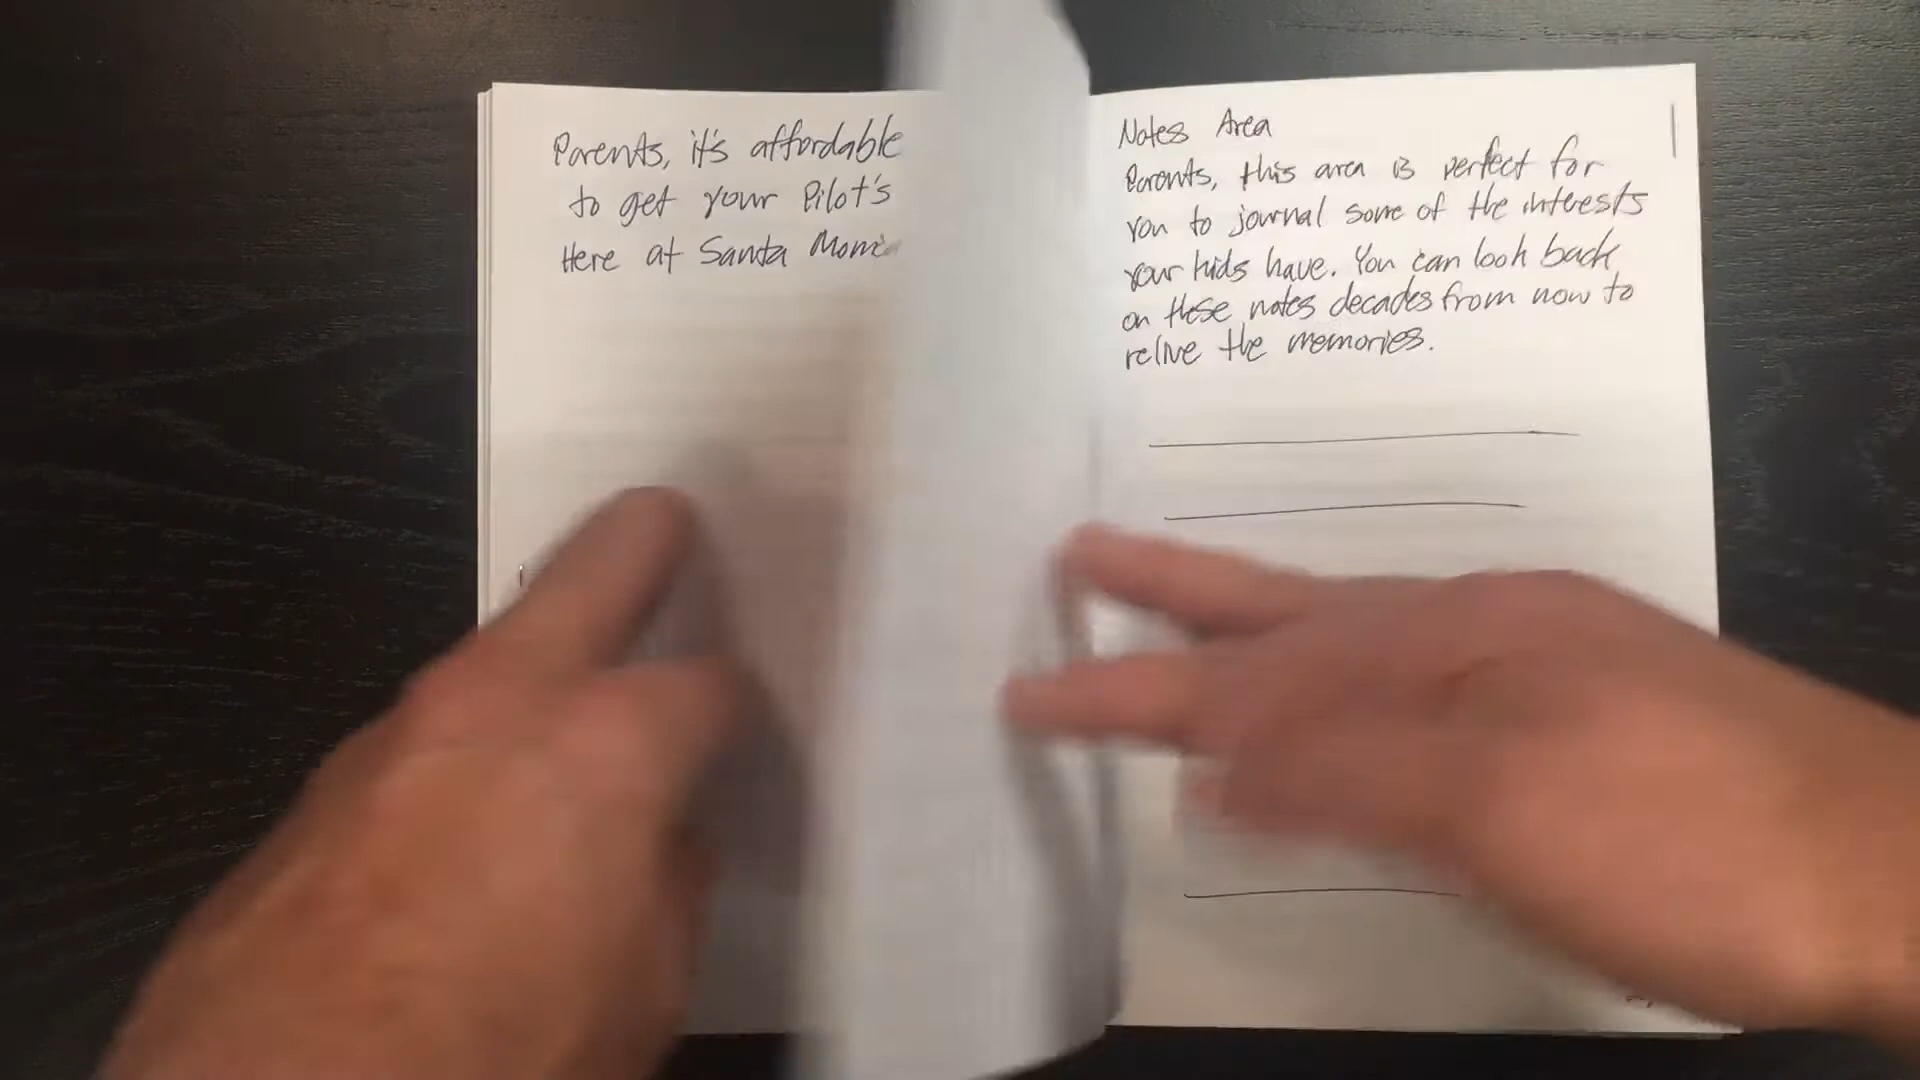 Parents, it's affordable
to get your Pilot's
Here at Santa
Notes Area
Parents, this area is perfect for
you to journal some of the interests
your kids have. You can look back
on these notes decades from now to
relive the memories.